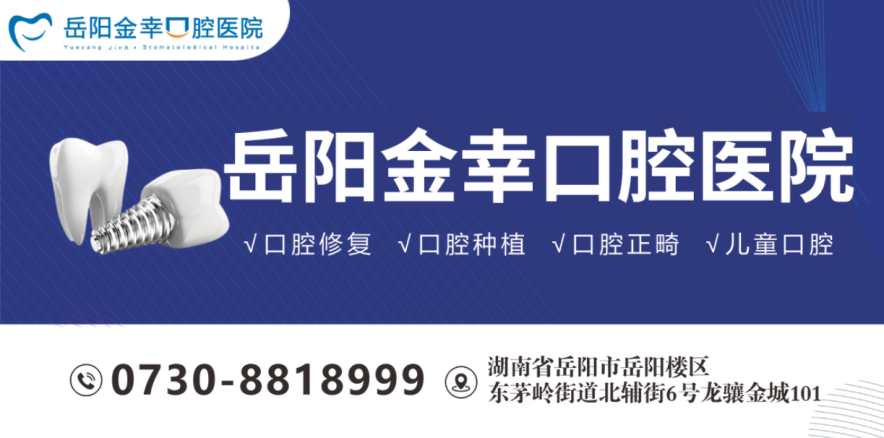 岳阳金幸口腔医院
Yueyang JinX · Stomatological Hospital
岳阳金幸口腔医院
√口腔修复 √口腔种植 √口腔正畸 √儿童口腔
0730-8818999
湖南省岳阳市岳阳楼区
东茅岭街道北辅街6号龙骧金城101